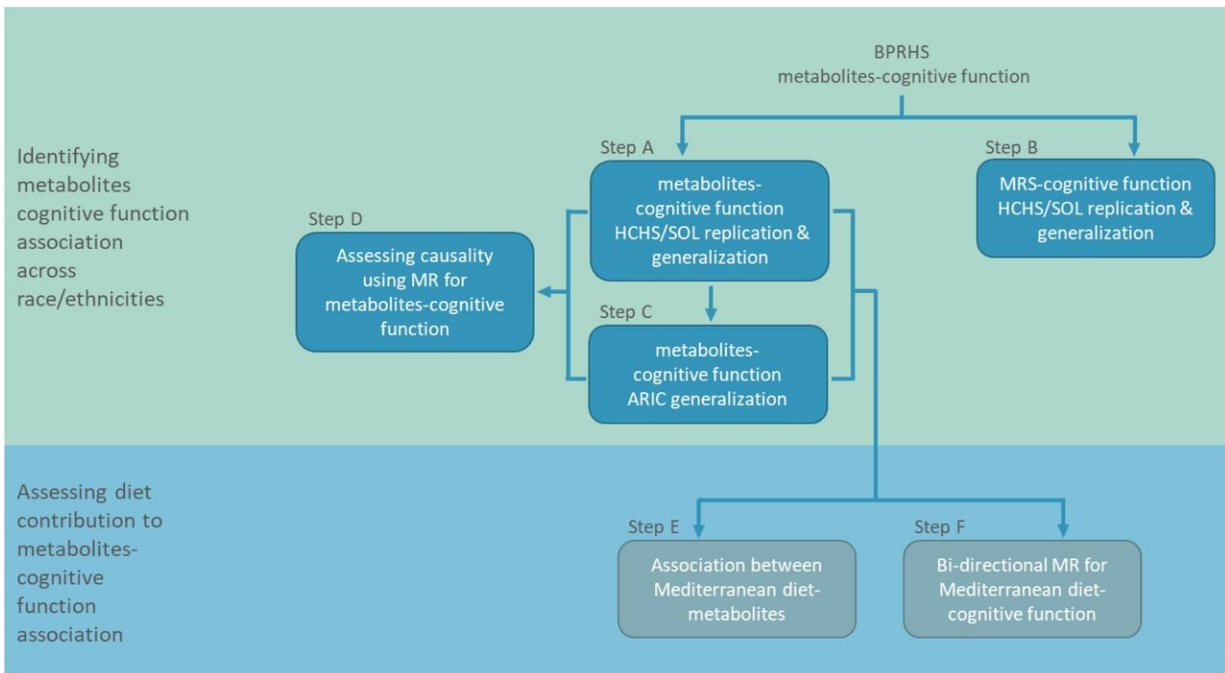 BPRHS
metabolites-cognitive function
Identifying
metabolites
cognitive function
association
across
race/ethnicities
Step A
metabolites-
cognitive function
HCHS/SOL replication &
generalization
Step B
MRS-cognitive function
HCHS/SOL replication &
generalization
Step D
Assessing causality
using MR for
metabolites-cognitive
function
Step C
metabolites-
cognitive function
ARIC generalization
Assessing diet
contribution to
metabolites-
cognitive
function
association
Step E
Association between
Mediterranean diet-
metabolites
Step F
Bi-directional MR for
Mediterranean diet-
cognitive function